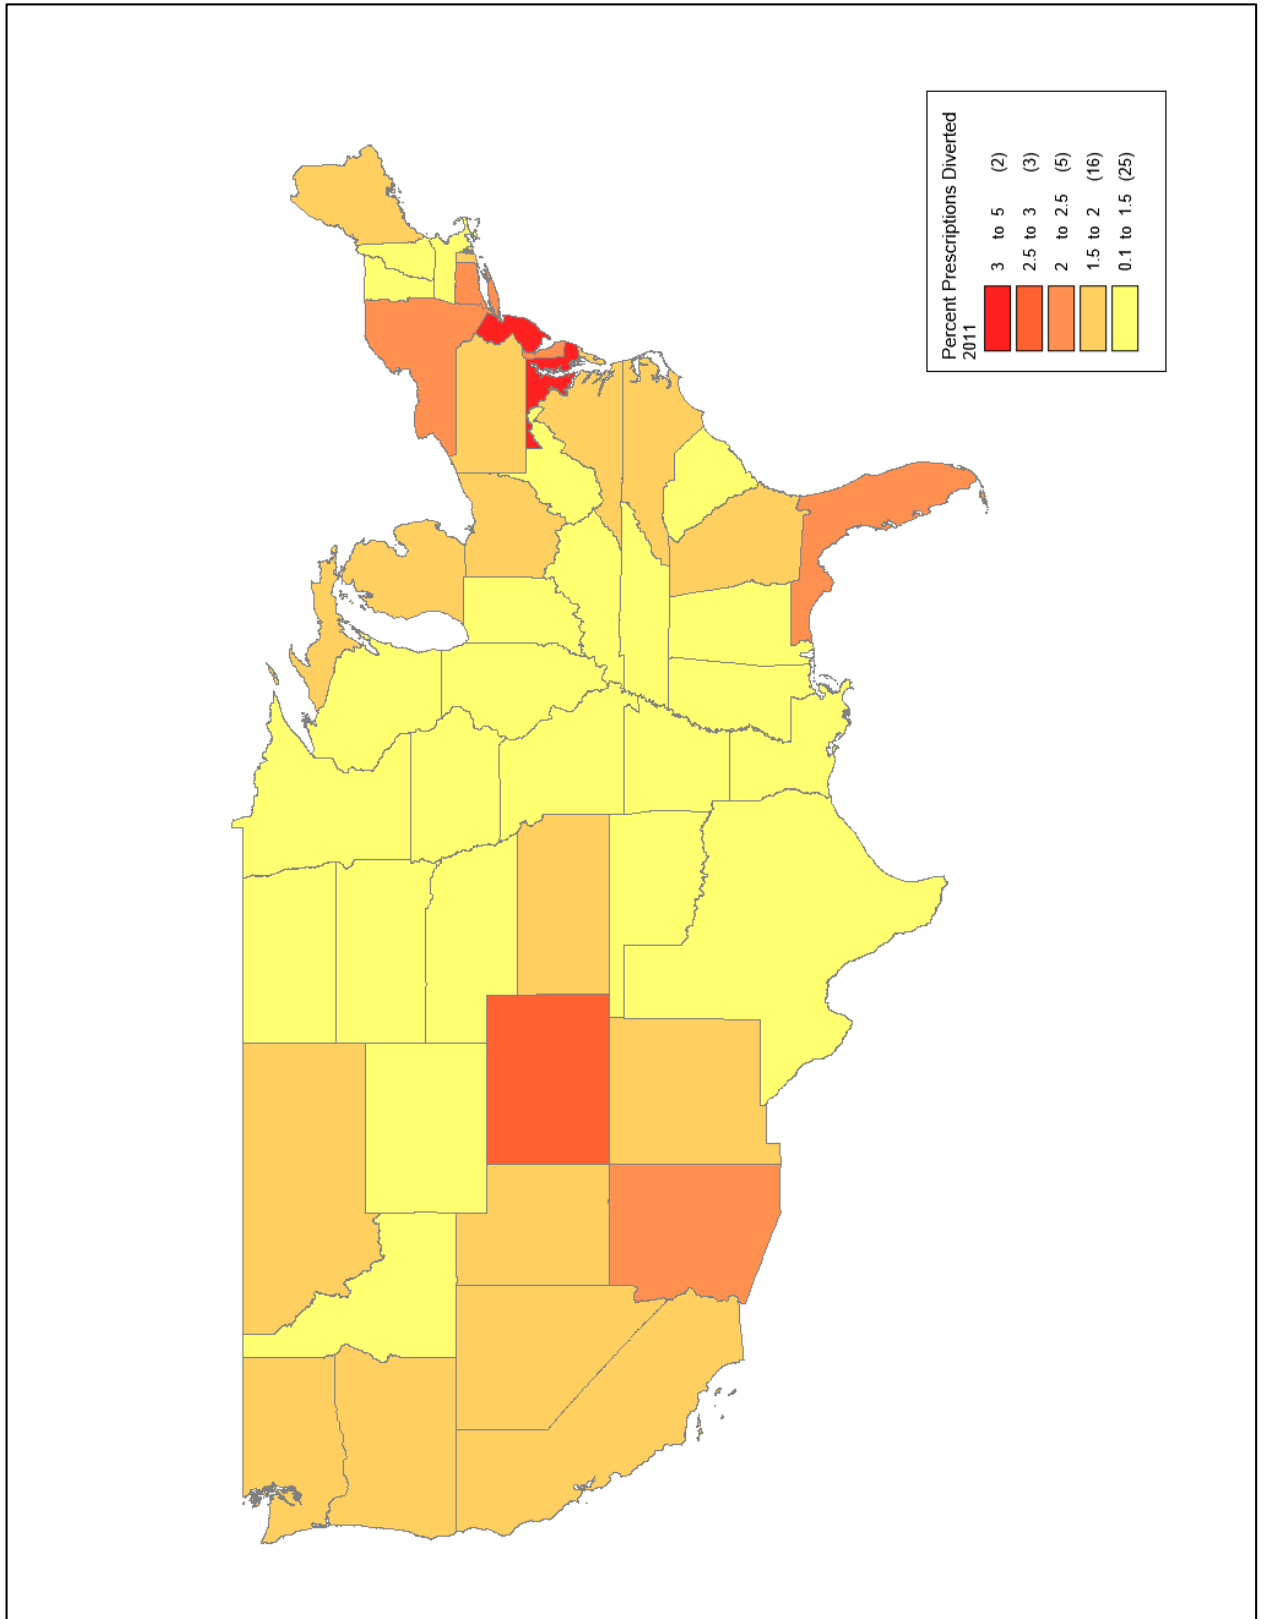 Percent Prescriptions Diverted
2011
3 to 5 (2)
2.5 to 3 (3)
2 to 2.5 (5)
1.5 to 2 (16)
0.1 to 1.5 (25)